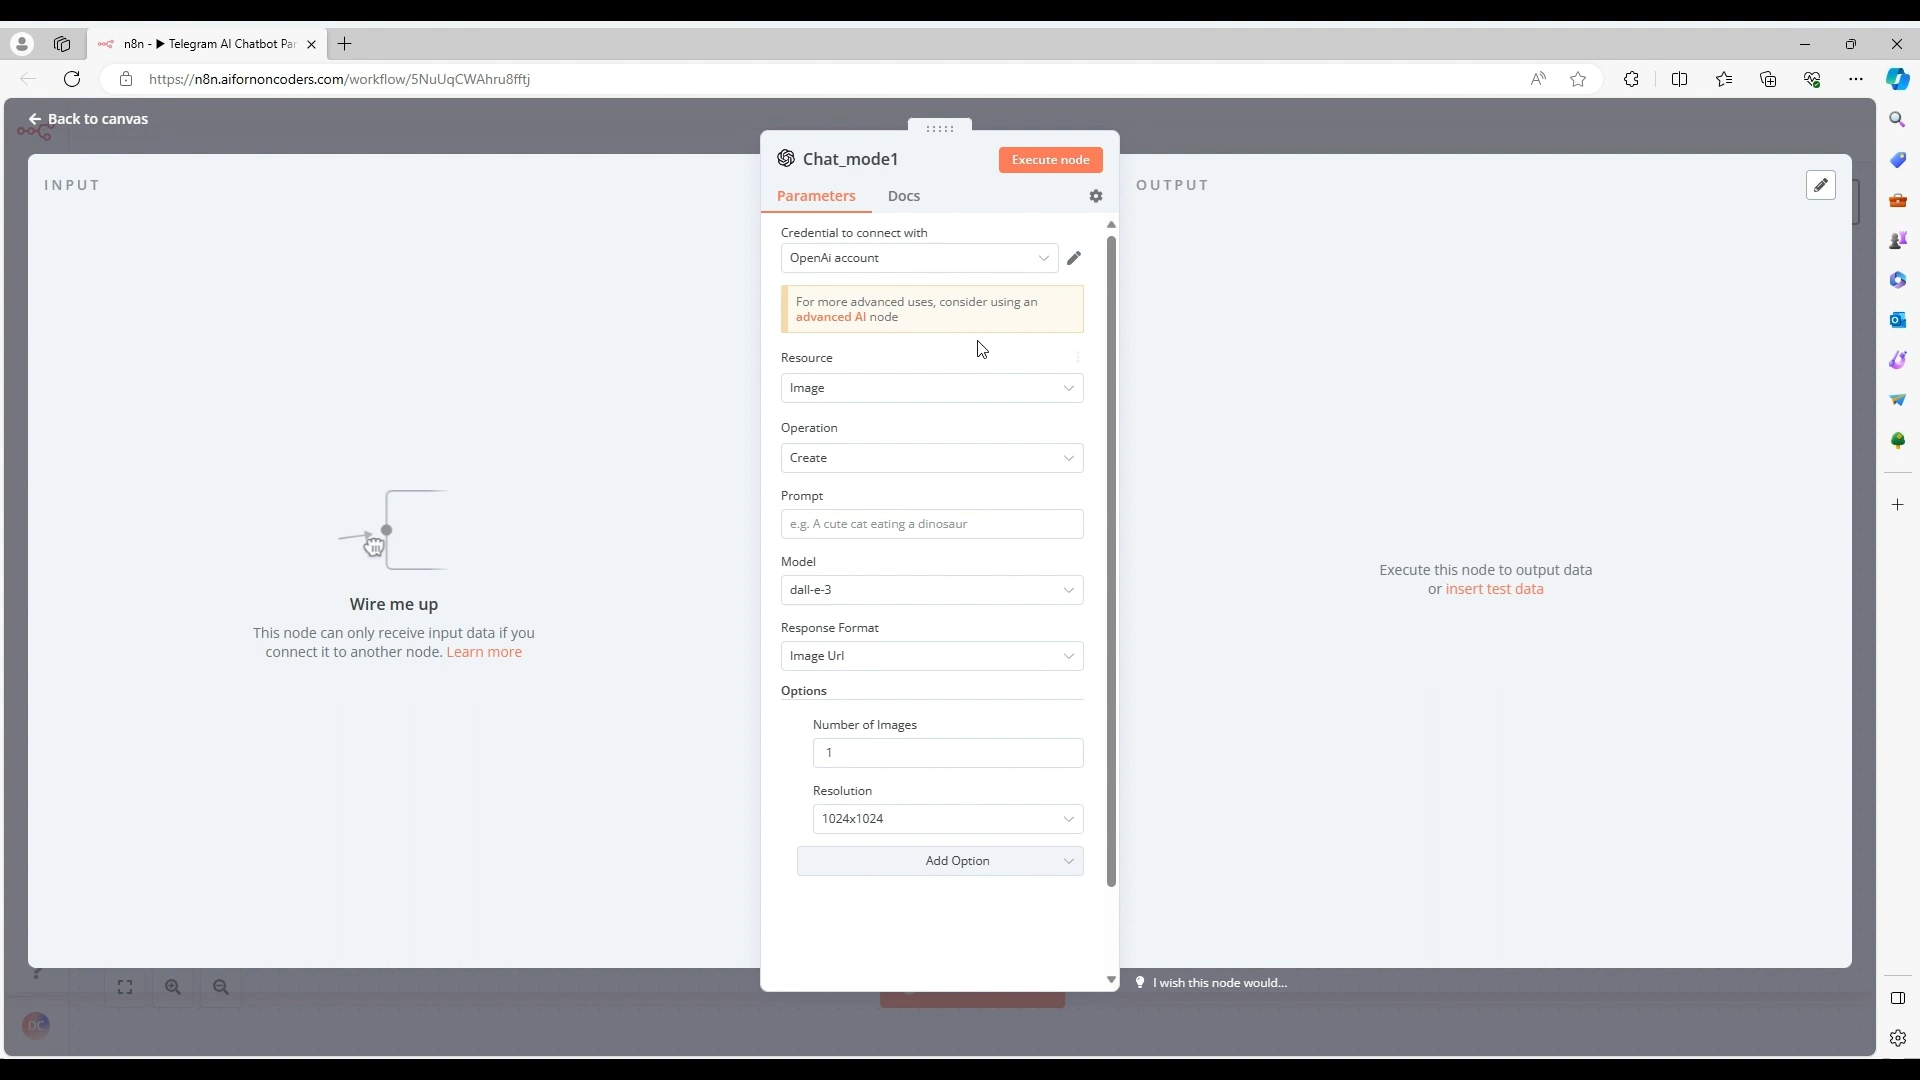 n8n - ▶ Telegram AI Chatbot Par
https://n8n.aifornoncoders.com/workflow/5NuUqCWAhru8fftj
Back to canvas
INPUT
Wire me up
This node can only receive input data if you
connect it to another node. Learn more
Chat_mode1
Execute node
Parameters
Docs
Credential to connect with
OpenAi account
For more advanced uses, consider using an
advanced AI node
Resource
Image
Operation
Create
Prompt
e.g. A cute cat eating a dinosaur
Model
dall-e-3
Response Format
Image Url
Options
Number of Images
1
Resolution
1024x1024
Add Option
OUTPUT
Execute this node to output data
or insert test data
I wish this node would...
DC